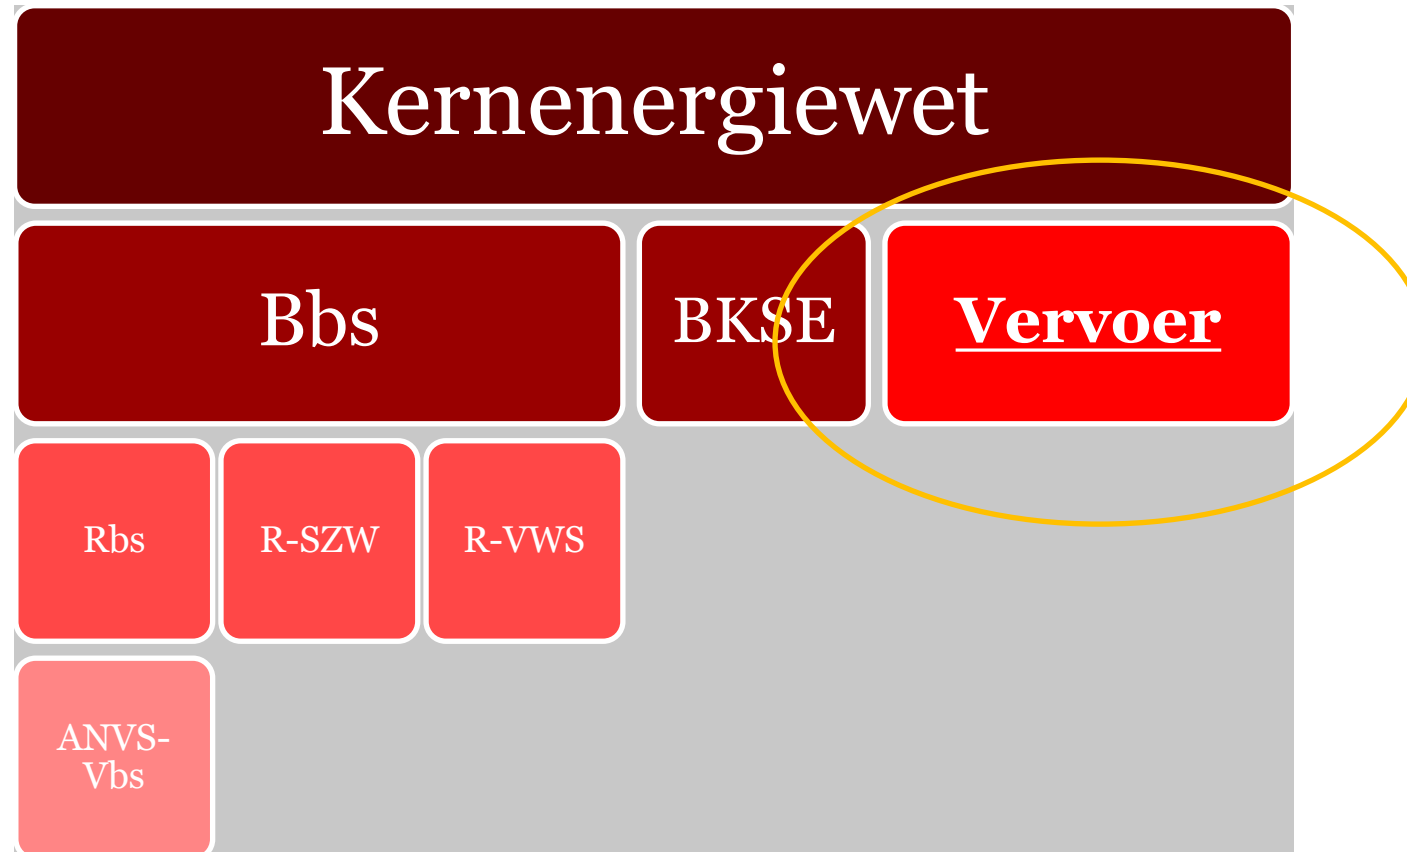 Kernenergiewet
Bbs
BKSE
Vervoer
Rbs
R-SZW
R-VWS
ANVS-
Vbs